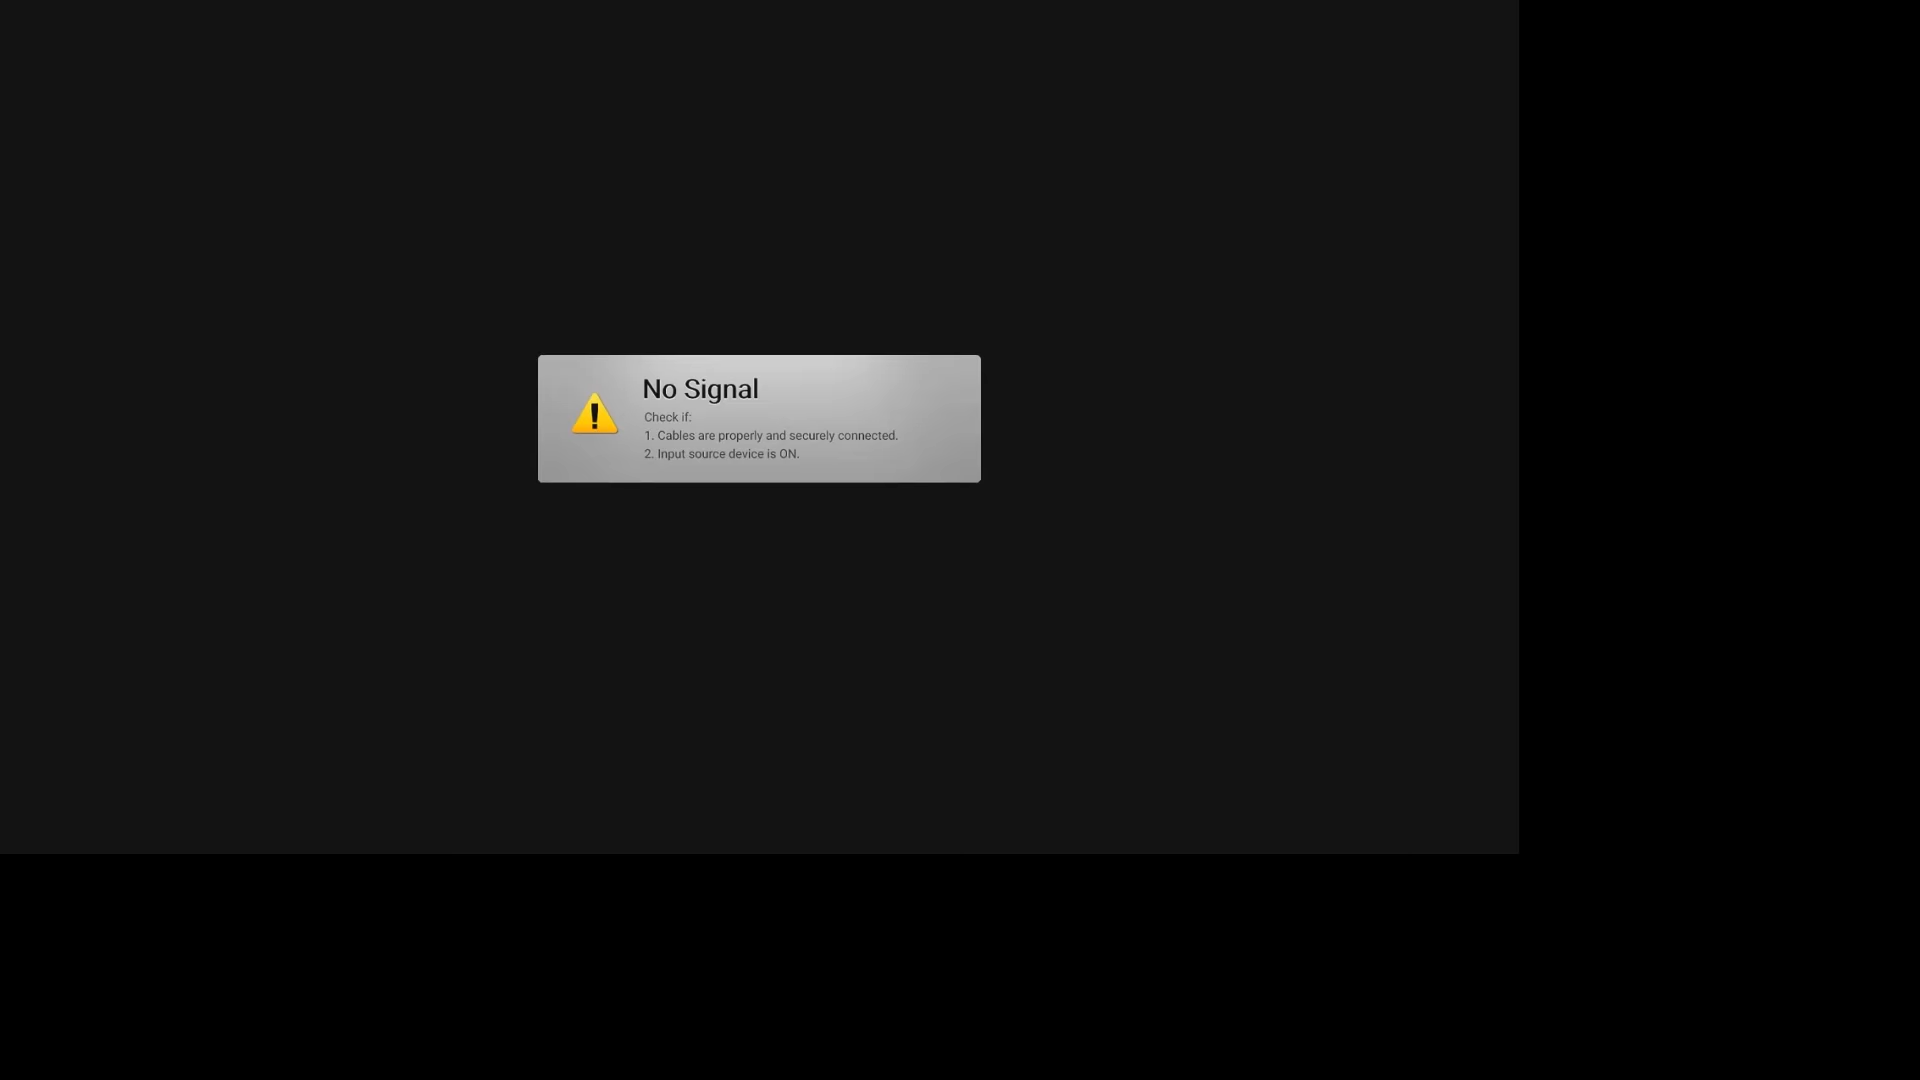 No Signal
Check if:
1. Cables are properly and securely connected.
2. Input source device is ON.